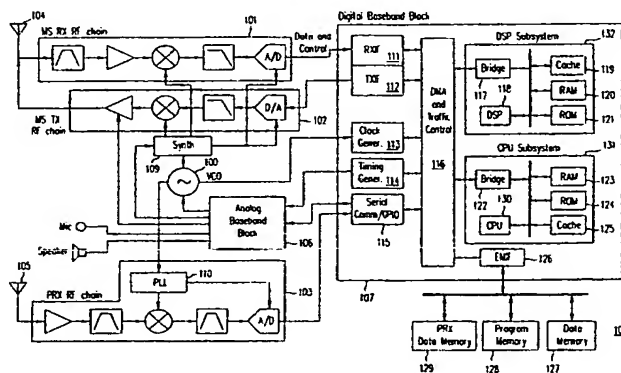 104
101
MS RX RF chain
A/D
Data and Control
Digital Baseband Block
DSP Subsystem
132
RXIF
111
TXIF
112
Bridge
117
118
DSP
Cache
119
RAM
120
ROM
121
MS TX RF chain
D/A
102
Synth
109
100
VCO
Clock Gener. 113
Timing Gener. 114
Serial Comm/GPIO
115
DMA and Traffic Control
116
CPU Subsystem
131
Bridge
122
130
CPU
RAM
123
ROM
124
Cache
125
Mic
Speaker
Analog Baseband Block
106
EMIF
126
107
105
PRX RF chain
PLL
110
103
A/D
PRx Data Memory
129
Program Memory
128
Data Memory
127